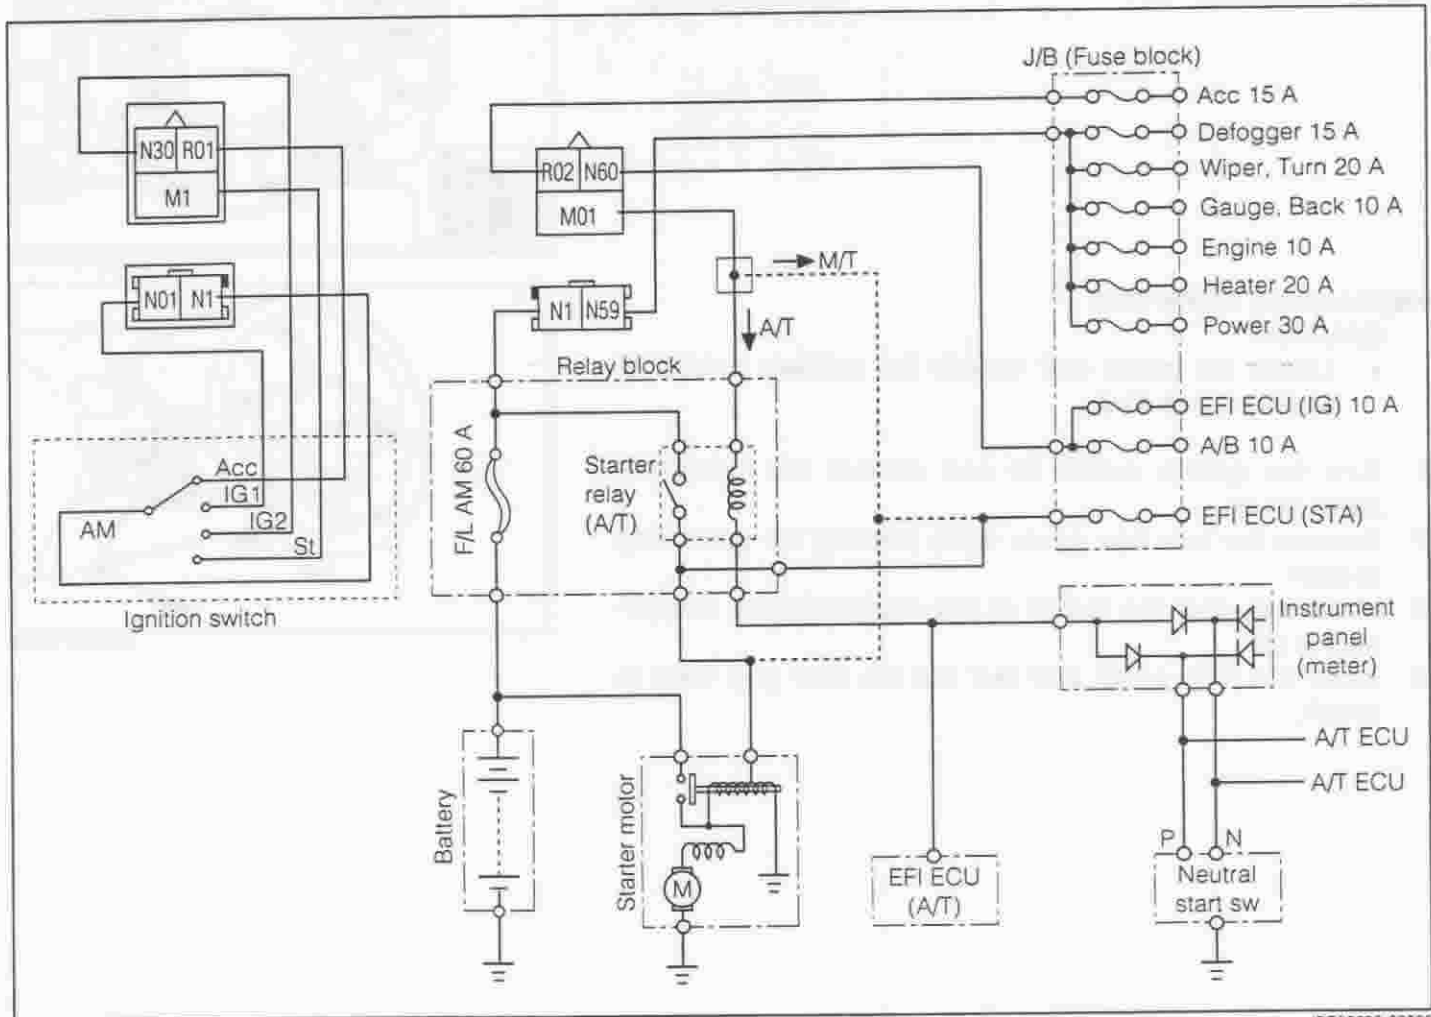 J/B (Fuse block)
Acc 15 A
Defogger 15 A
Wiper, Turn 20 A
Gauge, Back 10 A
Engine 10 A
Heater 20 A
Power 30 A
EFI ECU (IG) 10 A
A/B 10 A
EFI ECU (STA)
N30 R01
M1
N01 N1
R02 N60
M01
N1 N59
M/T
A/T
Relay block
F/L AM 60 A
Starter
relay
(A/T)
Acc
IG1
IG2
St
AM
Ignition switch
Instrument
panel
(meter)
A/T ECU
A/T ECU
Battery
Starter motor
M
EFI ECU
(A/T)
P N
Neutral
start sw